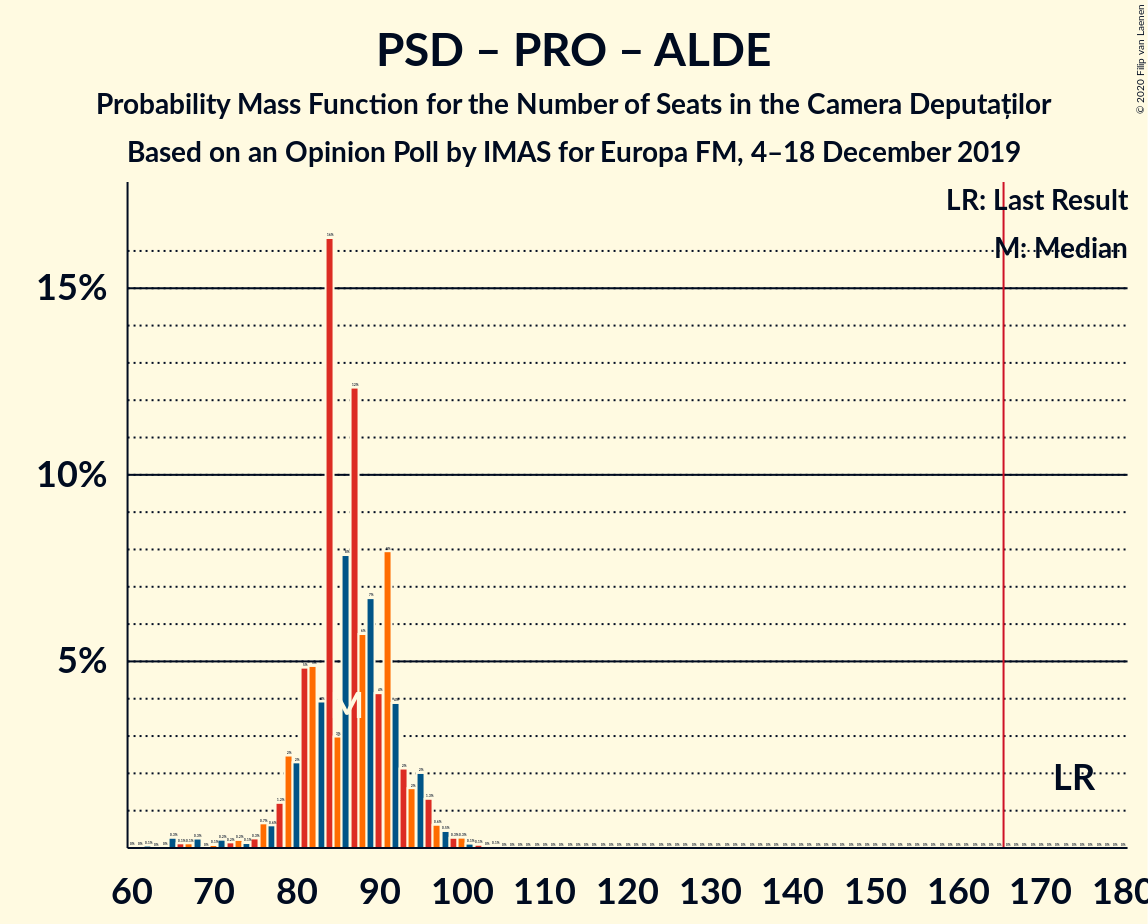 PSD – PRO – ALDE
Probability Mass Function for the Number of Seats in the Camera Deputaților
Based on an Opinion Poll by IMAS for Europa FM, 4–18 December 2019
© 2020 Filip van Laenen
LR: Last Result
M: Median
15%
10%
5%
M
LR
60 70 80 90 100 110 120 130 140 150 160 170 180